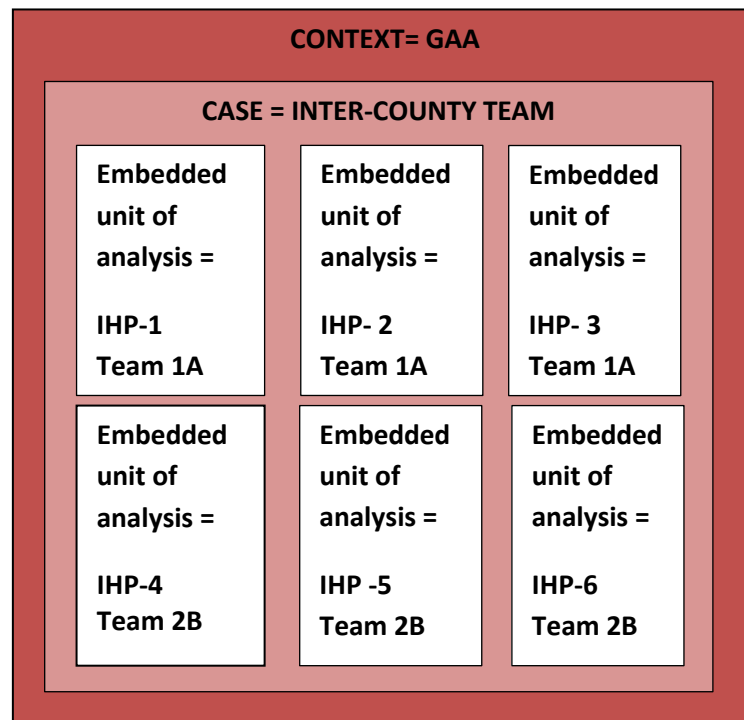 CONTEXT= GAA
CASE = INTER-COUNTY TEAM
Embedded
unit of
analysis =
IHP-1
Team 1A
Embedded
unit of
analysis =
IHP- 2
Team 1A
Embedded
unit of
analysis =
IHP- 3
Team 1A
Embedded
unit of
analysis =
IHP-4
Team 2B
Embedded
unit of
analysis =
IHP -5
Team 2B
Embedded
unit of
analysis =
IHP-6
Team 2B